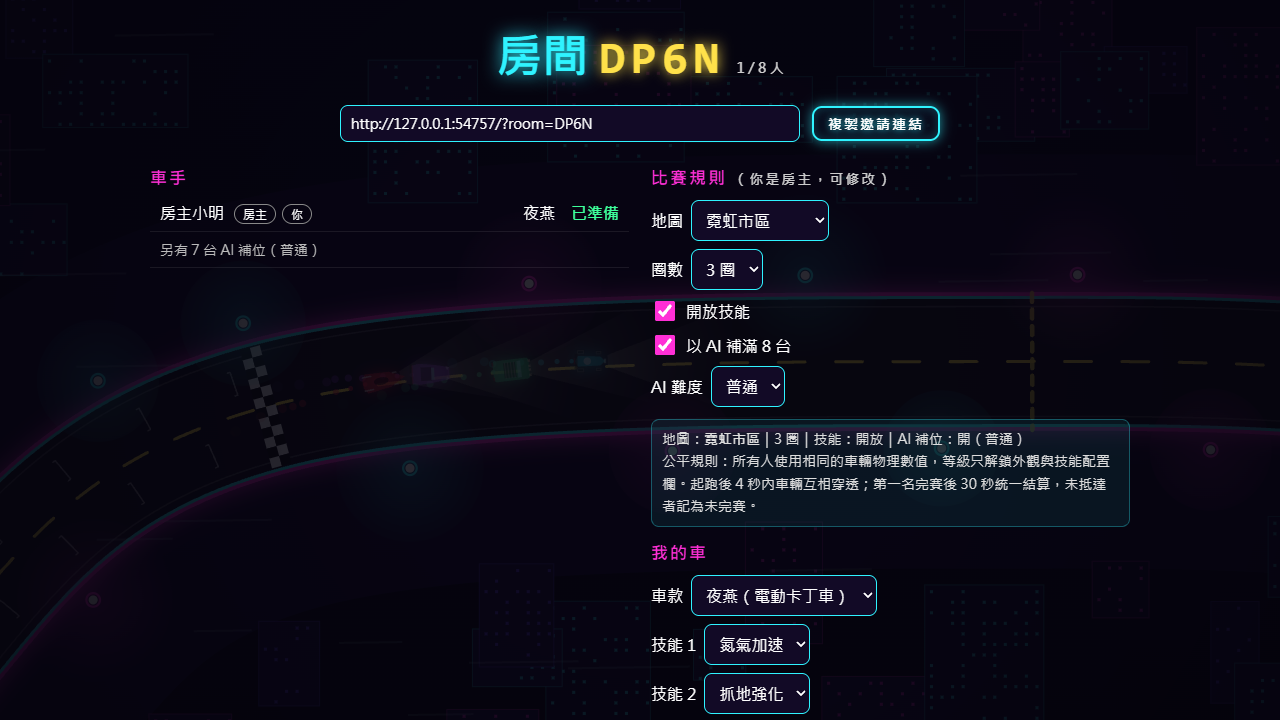 房間 DP6N 1/8人
http://127.0.0.1:54757/?room=DP6N 複製邀請連結
車手
房主小明 房主 你 夜燕 已準備
另有 7 台 AI 補位（普通）
比賽規則 （你是房主，可修改）
地圖 霓虹市區
圈數 3 圈
開放技能
以 AI 補滿 8 台
AI 難度 普通
地圖：霓虹市區 | 3 圈 | 技能：開放 | AI 補位：開（普通）
公平規則：所有人使用相同的車輛物理數值，等級只解鎖外觀與技能配置
欄。起跑後 4 秒內車輛互相穿透；第一名完賽後 30 秒統一結算，未抵達
者記為未完賽。
我的車
車款 夜燕（電動卡丁車）
技能 1 氮氣加速
技能 2 抓地強化